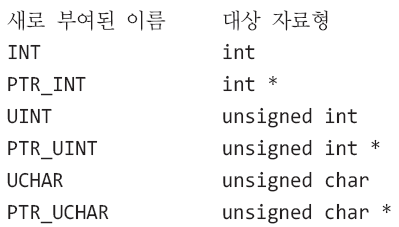 새로 부여된 이름 대상 자료형
INT int
PTR_INT int *
UINT unsigned int
PTR_UINT unsigned int *
UCHAR unsigned char
PTR_UCHAR unsigned char *